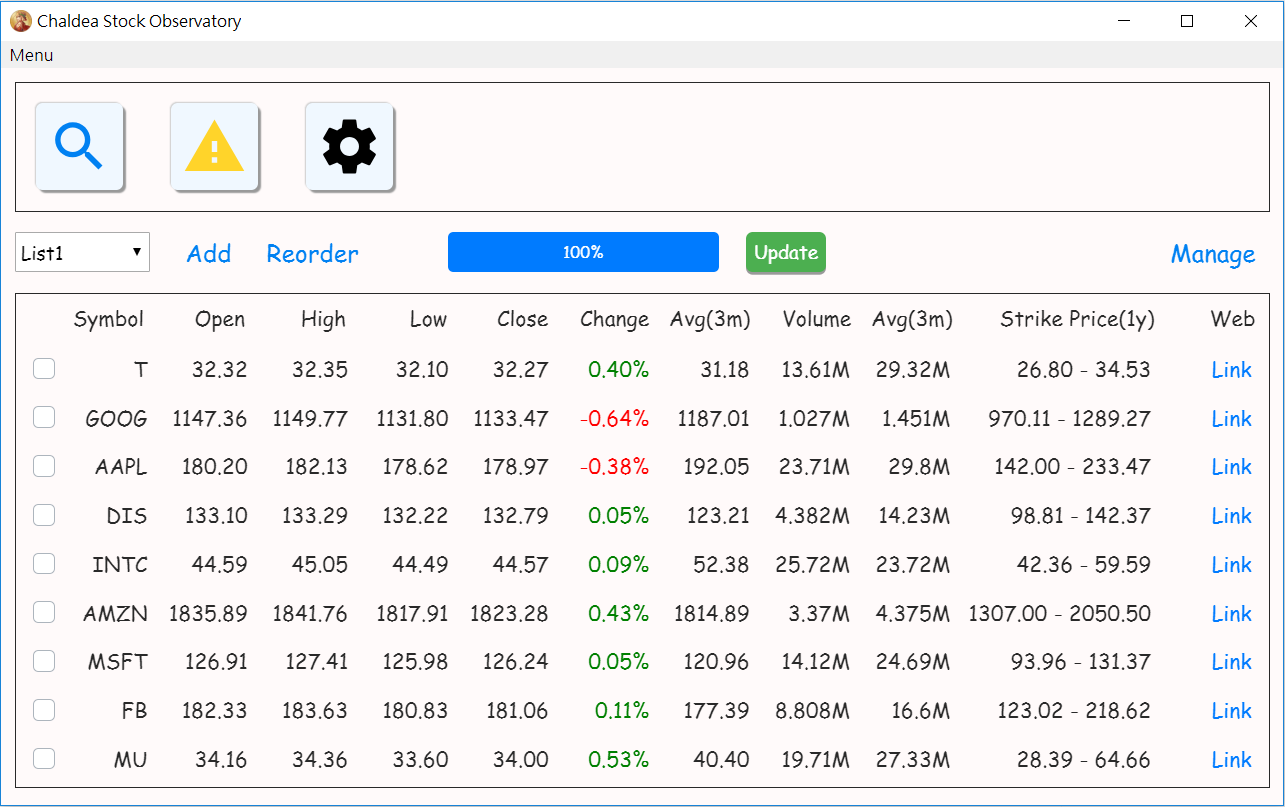 Chaldea Stock Observatory
Menu
List1 Add Reorder 100% Update Manage
Symbol Open High Low Close Change Avg(3m) Volume Avg(3m) Strike Price(1y) Web
T 32.32 32.35 32.10 32.27 0.40% 31.18 13.61M 29.32M 26.80 - 34.53 Link
GOOG 1147.36 1149.77 1131.80 1133.47 -0.64% 1187.01 1.027M 1.451M 970.11 - 1289.27 Link
AAPL 180.20 182.13 178.62 178.97 -0.38% 192.05 23.71M 29.8M 142.00 - 233.47 Link
DIS 133.10 133.29 132.22 132.79 0.05% 123.21 4.382M 14.23M 98.81 - 142.37 Link
INTC 44.59 45.05 44.49 44.57 0.09% 52.38 25.72M 23.72M 42.36 - 59.59 Link
AMZN 1835.89 1841.76 1817.91 1823.28 0.43% 1814.89 3.37M 4.375M 1307.00 - 2050.50 Link
MSFT 126.91 127.41 125.98 126.24 0.05% 120.96 14.12M 24.69M 93.96 - 131.37 Link
FB 182.33 183.63 180.83 181.06 0.11% 177.39 8.808M 16.6M 123.02 - 218.62 Link
MU 34.16 34.36 33.60 34.00 0.53% 40.40 19.71M 27.33M 28.39 - 64.66 Link